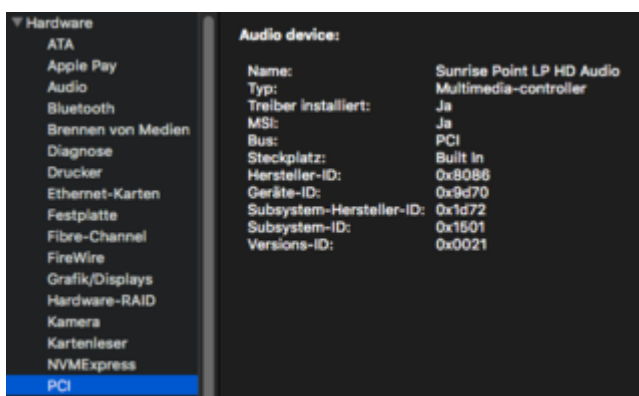 Hardware
ATA
Apple Pay
Audio
Bluetooth
Brennen von Medien
Diagnose
Drucker
Ethernet-Karten
Festplatte
Fibre-Channel
FireWire
Grafik/Displays
Hardware-RAID
Kamera
Kartenleser
NVMExpress
PCI
Audio device:
Name: Sunrise Point LP HD Audio
Typ: Multimedia-controller
Treiber installiert: Ja
MSI: Ja
Bus: PCI
Steckplatz: Built In
Hersteller-ID: 0x8086
Geräte-ID: 0x9d70
Subsystem-Hersteller-ID: 0x1d72
Subsystem-ID: 0x1501
Versions-ID: 0x0021